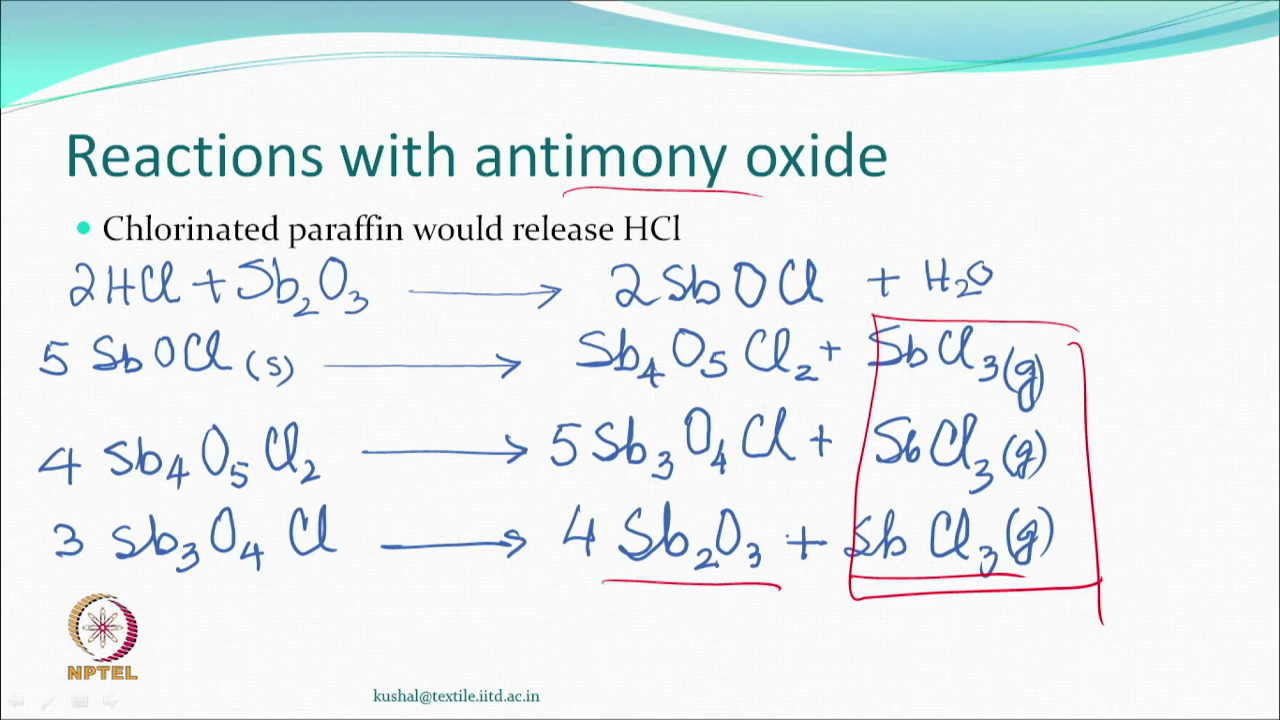 Reactions with antimony oxide
• Chlorinated paraffin would release HCl
2HCl + Sb₂O₃ ⟶ 2SbOCl + H₂O
5 SbOCl (s) ⟶ Sb₄O₅Cl₂ + SbCl₃(g)
4 Sb₄O₅Cl₂ ⟶ 5Sb₃O₄Cl + SbCl₃(g)
3 Sb₃O₄Cl ⟶ 4 Sb₂O₃ + SbCl₃(g)
NPTEL
kushal@textile.iitd.ac.in